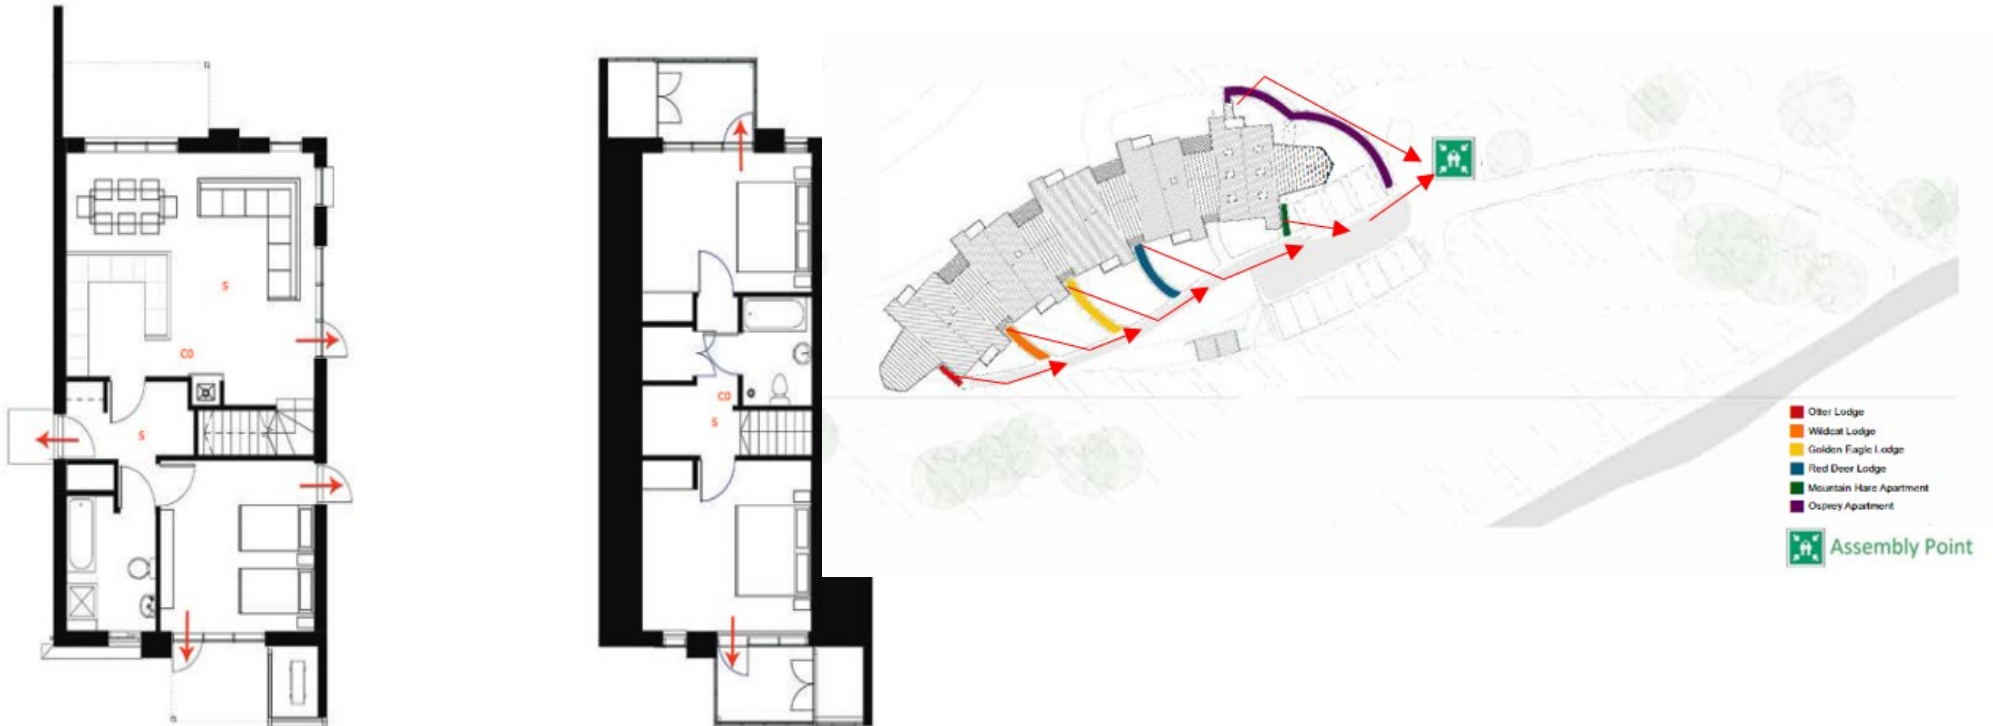 S
CO
S
CO
S
Otter Lodge
Wildcat Lodge
Golden Eagle Lodge
Red Deer Lodge
Mountain Hare Apartment
Osprey Apartment
Assembly Point